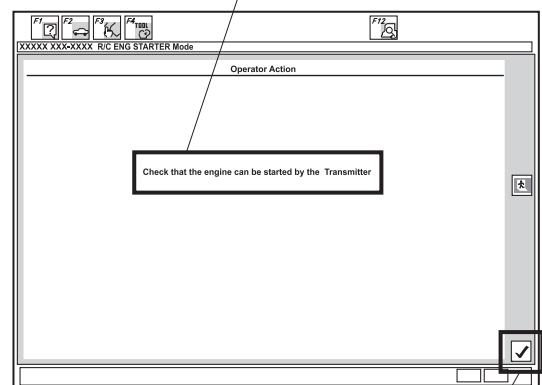 F1 F2 F3 F4 TOOL F12
XXXXX XXX-XXXX R/C ENG STARTER Mode
Operator Action
Check that the engine can be started by the Transmitter